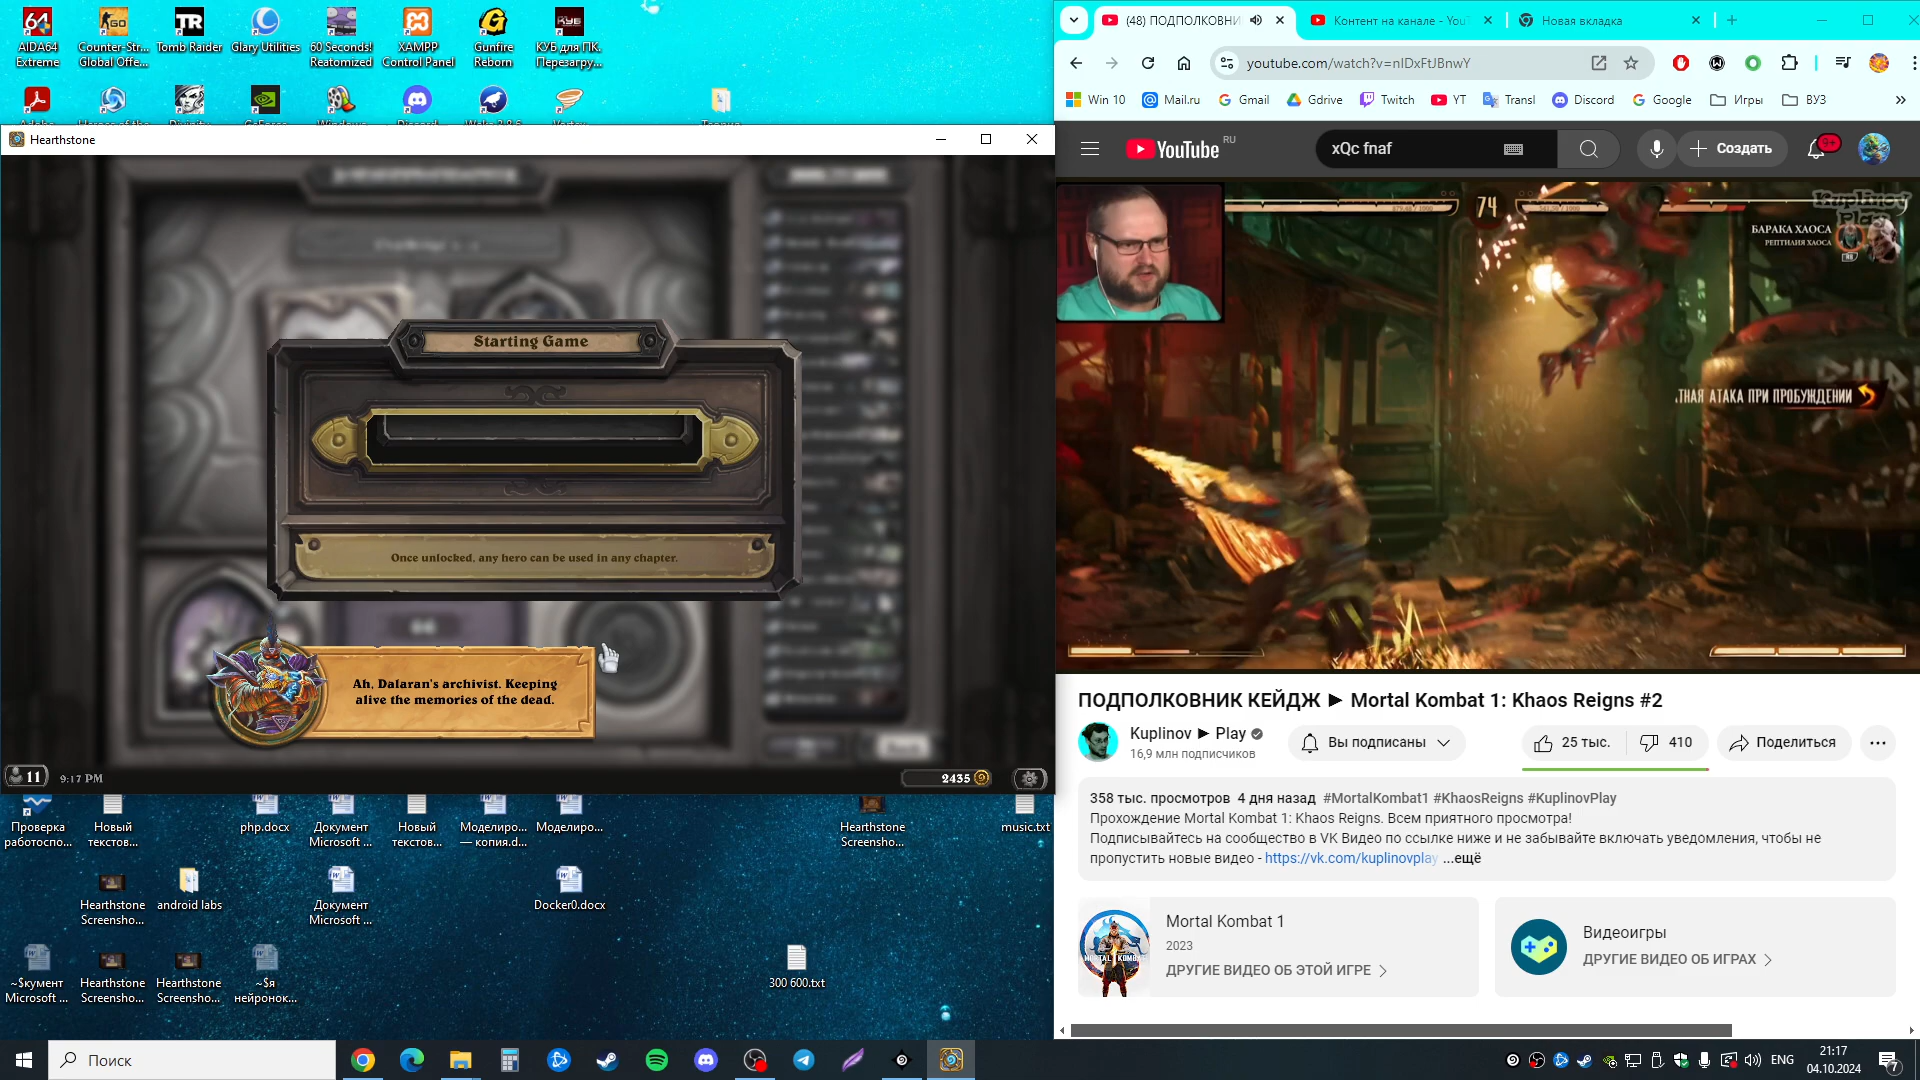 AIDA64 Extreme
Counter-Str... Global Offe...
Tomb Raider
Glary Utilities
60 Seconds! Reatomized
XAMPP Control Panel
Gunfire Reborn
КУБ для ПК. Перезагру...
Hearthstone
Starting Game
Once unlocked, any hero can be used in any chapter.
Ah, Dalaran's archivist. Keeping
alive the memories of the dead.
11
9:17 PM
2435
Проверка работоспо...
Новый текстов...
php.docx
Документ Microsoft ...
Новый текстов...
Моделиро... — копия.d...
Моделиро...
Hearthstone Screensho...
music.txt
Hearthstone Screensho...
android labs
Документ Microsoft ...
Docker0.docx
~$кумент Microsoft ...
Hearthstone Screensho...
Hearthstone Screensho...
~$я нейронок...
300 600.txt
(48) ПОДПОЛКОВНИ
Контент на канале - YouT
Новая вкладка
youtube.com/watch?v=nIDxFtJBnwY
Win 10
Mail.ru
Gmail
Gdrive
Twitch
YT
Transl
Discord
Google
Игры
ВУЗ
YouTube RU
xQc fnaf
Создать
9+
74
Kuplinov Play
БАРАКА ХАОСА
РЕПТИЛИЯ ХАОСА
ТНАЯ АТАКА ПРИ ПРОБУЖДЕНИИ
ПОДПОЛКОВНИК КЕЙДЖ ► Mortal Kombat 1: Khaos Reigns #2
Kuplinov ► Play
16,9 млн подписчиков
Вы подписаны
25 тыс.
410
Поделиться
358 тыс. просмотров 4 дня назад #MortalKombat1 #KhaosReigns #KuplinovPlay
Прохождение Mortal Kombat 1: Khaos Reigns. Всем приятного просмотра!
Подписывайтесь на сообщество в VK Видео по ссылке ниже и не забывайте включать уведомления, чтобы не
пропустить новые видео - https://vk.com/kuplinovplay ...ещё
Mortal Kombat 1
2023
ДРУГИЕ ВИДЕО ОБ ЭТОЙ ИГРЕ
Видеоигры
ДРУГИЕ ВИДЕО ОБ ИГРАХ
Поиск
ENG
21:17
04.10.2024
7